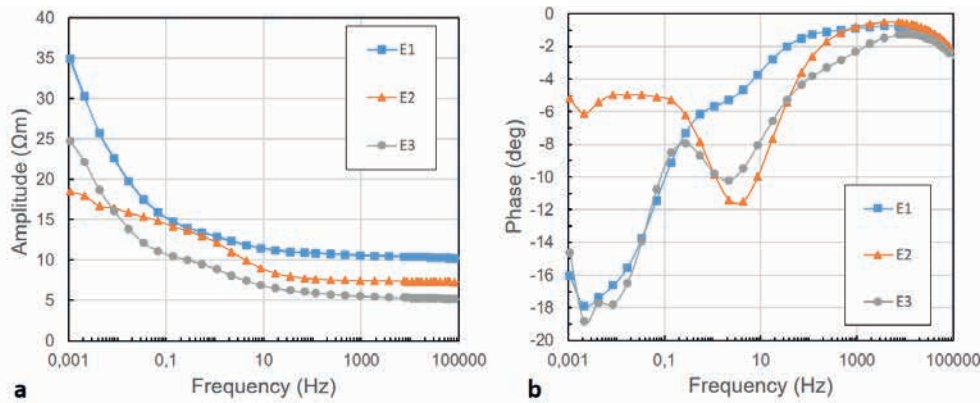 40
35
30
25
20
15
10
5
0
Amplitude (Ωm)
0,001
0,1
10
1000
100000
Frequency (Hz)
E1
E2
E3
a
0
-2
-4
-6
-8
-10
-12
-14
-16
-18
-20
Phase (deg)
0,001
0,1
10
1000
100000
Frequency (Hz)
E1
E2
E3
b